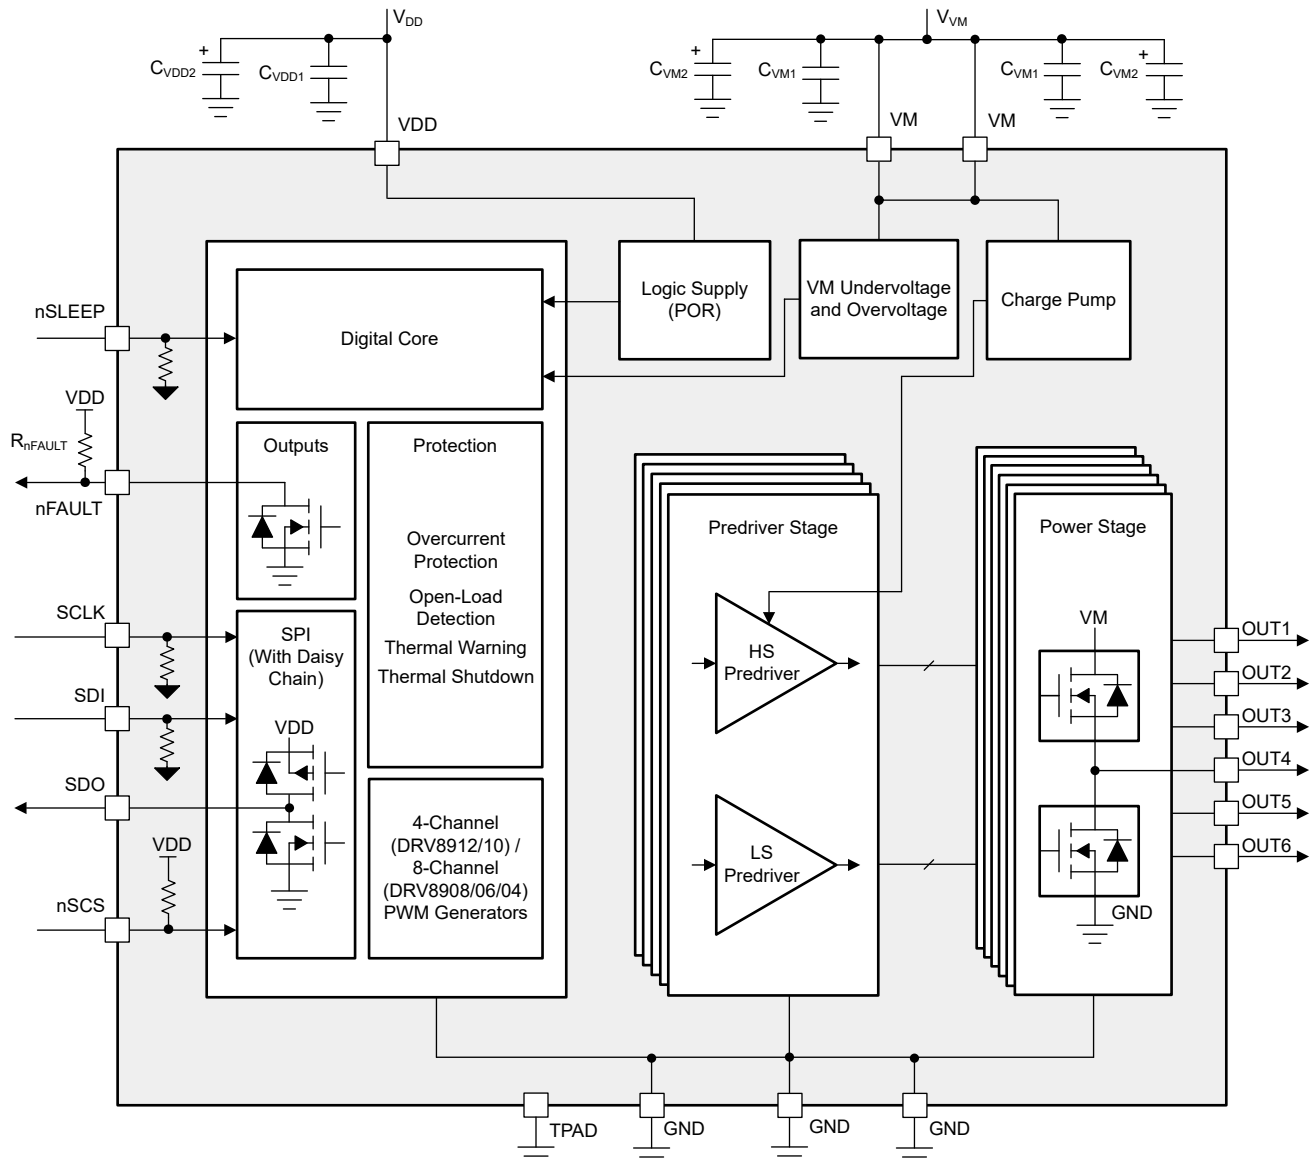 VDD
VVM
+
CVDD2
CVDD1
+
CVM2
CVM1
CVM1
+
CVM2
VDD
VM
VM
nSLEEP
Digital Core
Logic Supply
(POR)
VM Undervoltage
and Overvoltage
Charge Pump
VDD
RnFAULT
nFAULT
Outputs
Protection
Overcurrent
Protection
Open-Load
Detection
Thermal Warning
Thermal Shutdown
SCLK
SDI
SDO
VDD
nSCS
SPI
(With Daisy
Chain)
VDD
4-Channel
(DRV8912/10) /
8-Channel
(DRV8908/06/04)
PWM Generators
Predriver Stage
HS
Predriver
LS
Predriver
Power Stage
VM
GND
OUT1
OUT2
OUT3
OUT4
OUT5
OUT6
TPAD
GND
GND
GND